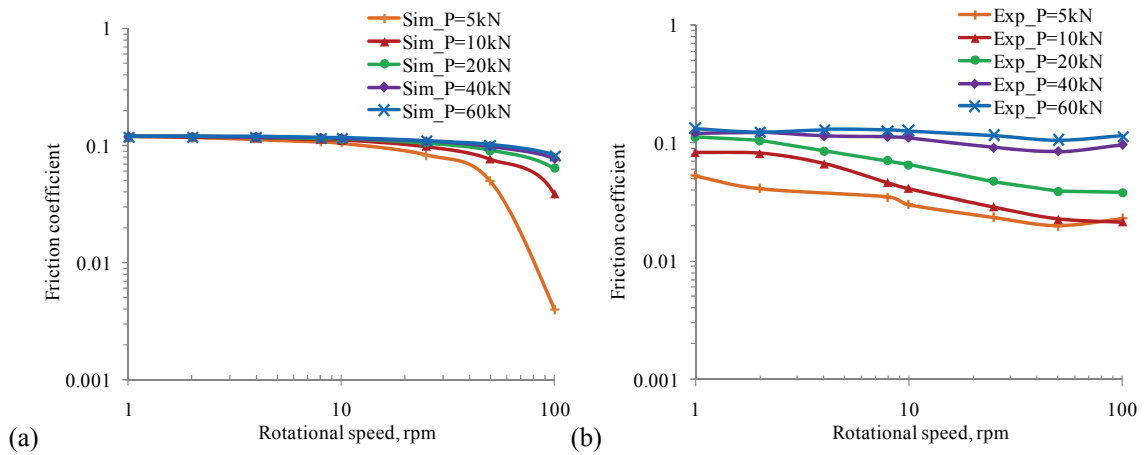 1
0.1
0.01
0.001
Friction coefficient
Sim_P=5kN
Sim_P=10kN
Sim_P=20kN
Sim_P=40kN
Sim_P=60kN
1
10
100
Rotational speed, rpm
(a)
1
0.1
0.01
0.001
Friction coefficient
Exp_P=5kN
Exp_P=10kN
Exp_P=20kN
Exp_P=40kN
Exp_P=60kN
1
10
100
Rotational speed, rpm
(b)